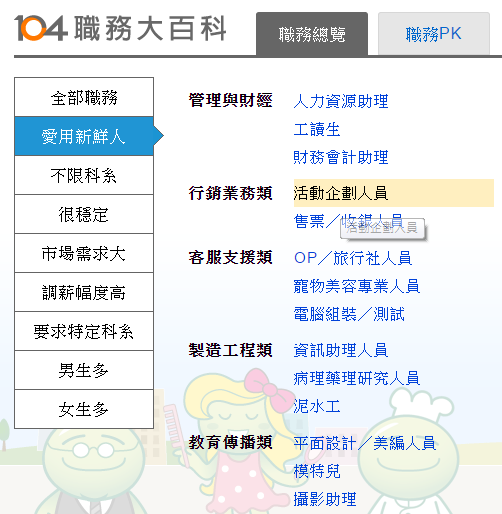 104 職務大百科
職務總覽
職務PK
全部職務
愛用新鮮人
不限科系
很穩定
市場需求大
調薪幅度高
要求特定科系
男生多
女生多
管理與財經
人力資源助理
工讀生
財務會計助理
行銷業務類
活動企劃人員
售票／收銀人員
活動企劃人員
客服支援類
OP／旅行社人員
寵物美容專業人員
電腦組裝／測試
製造工程類
資訊助理人員
病理藥理研究人員
泥水工
教育傳播類
平面設計／美編人員
模特兒
攝影助理